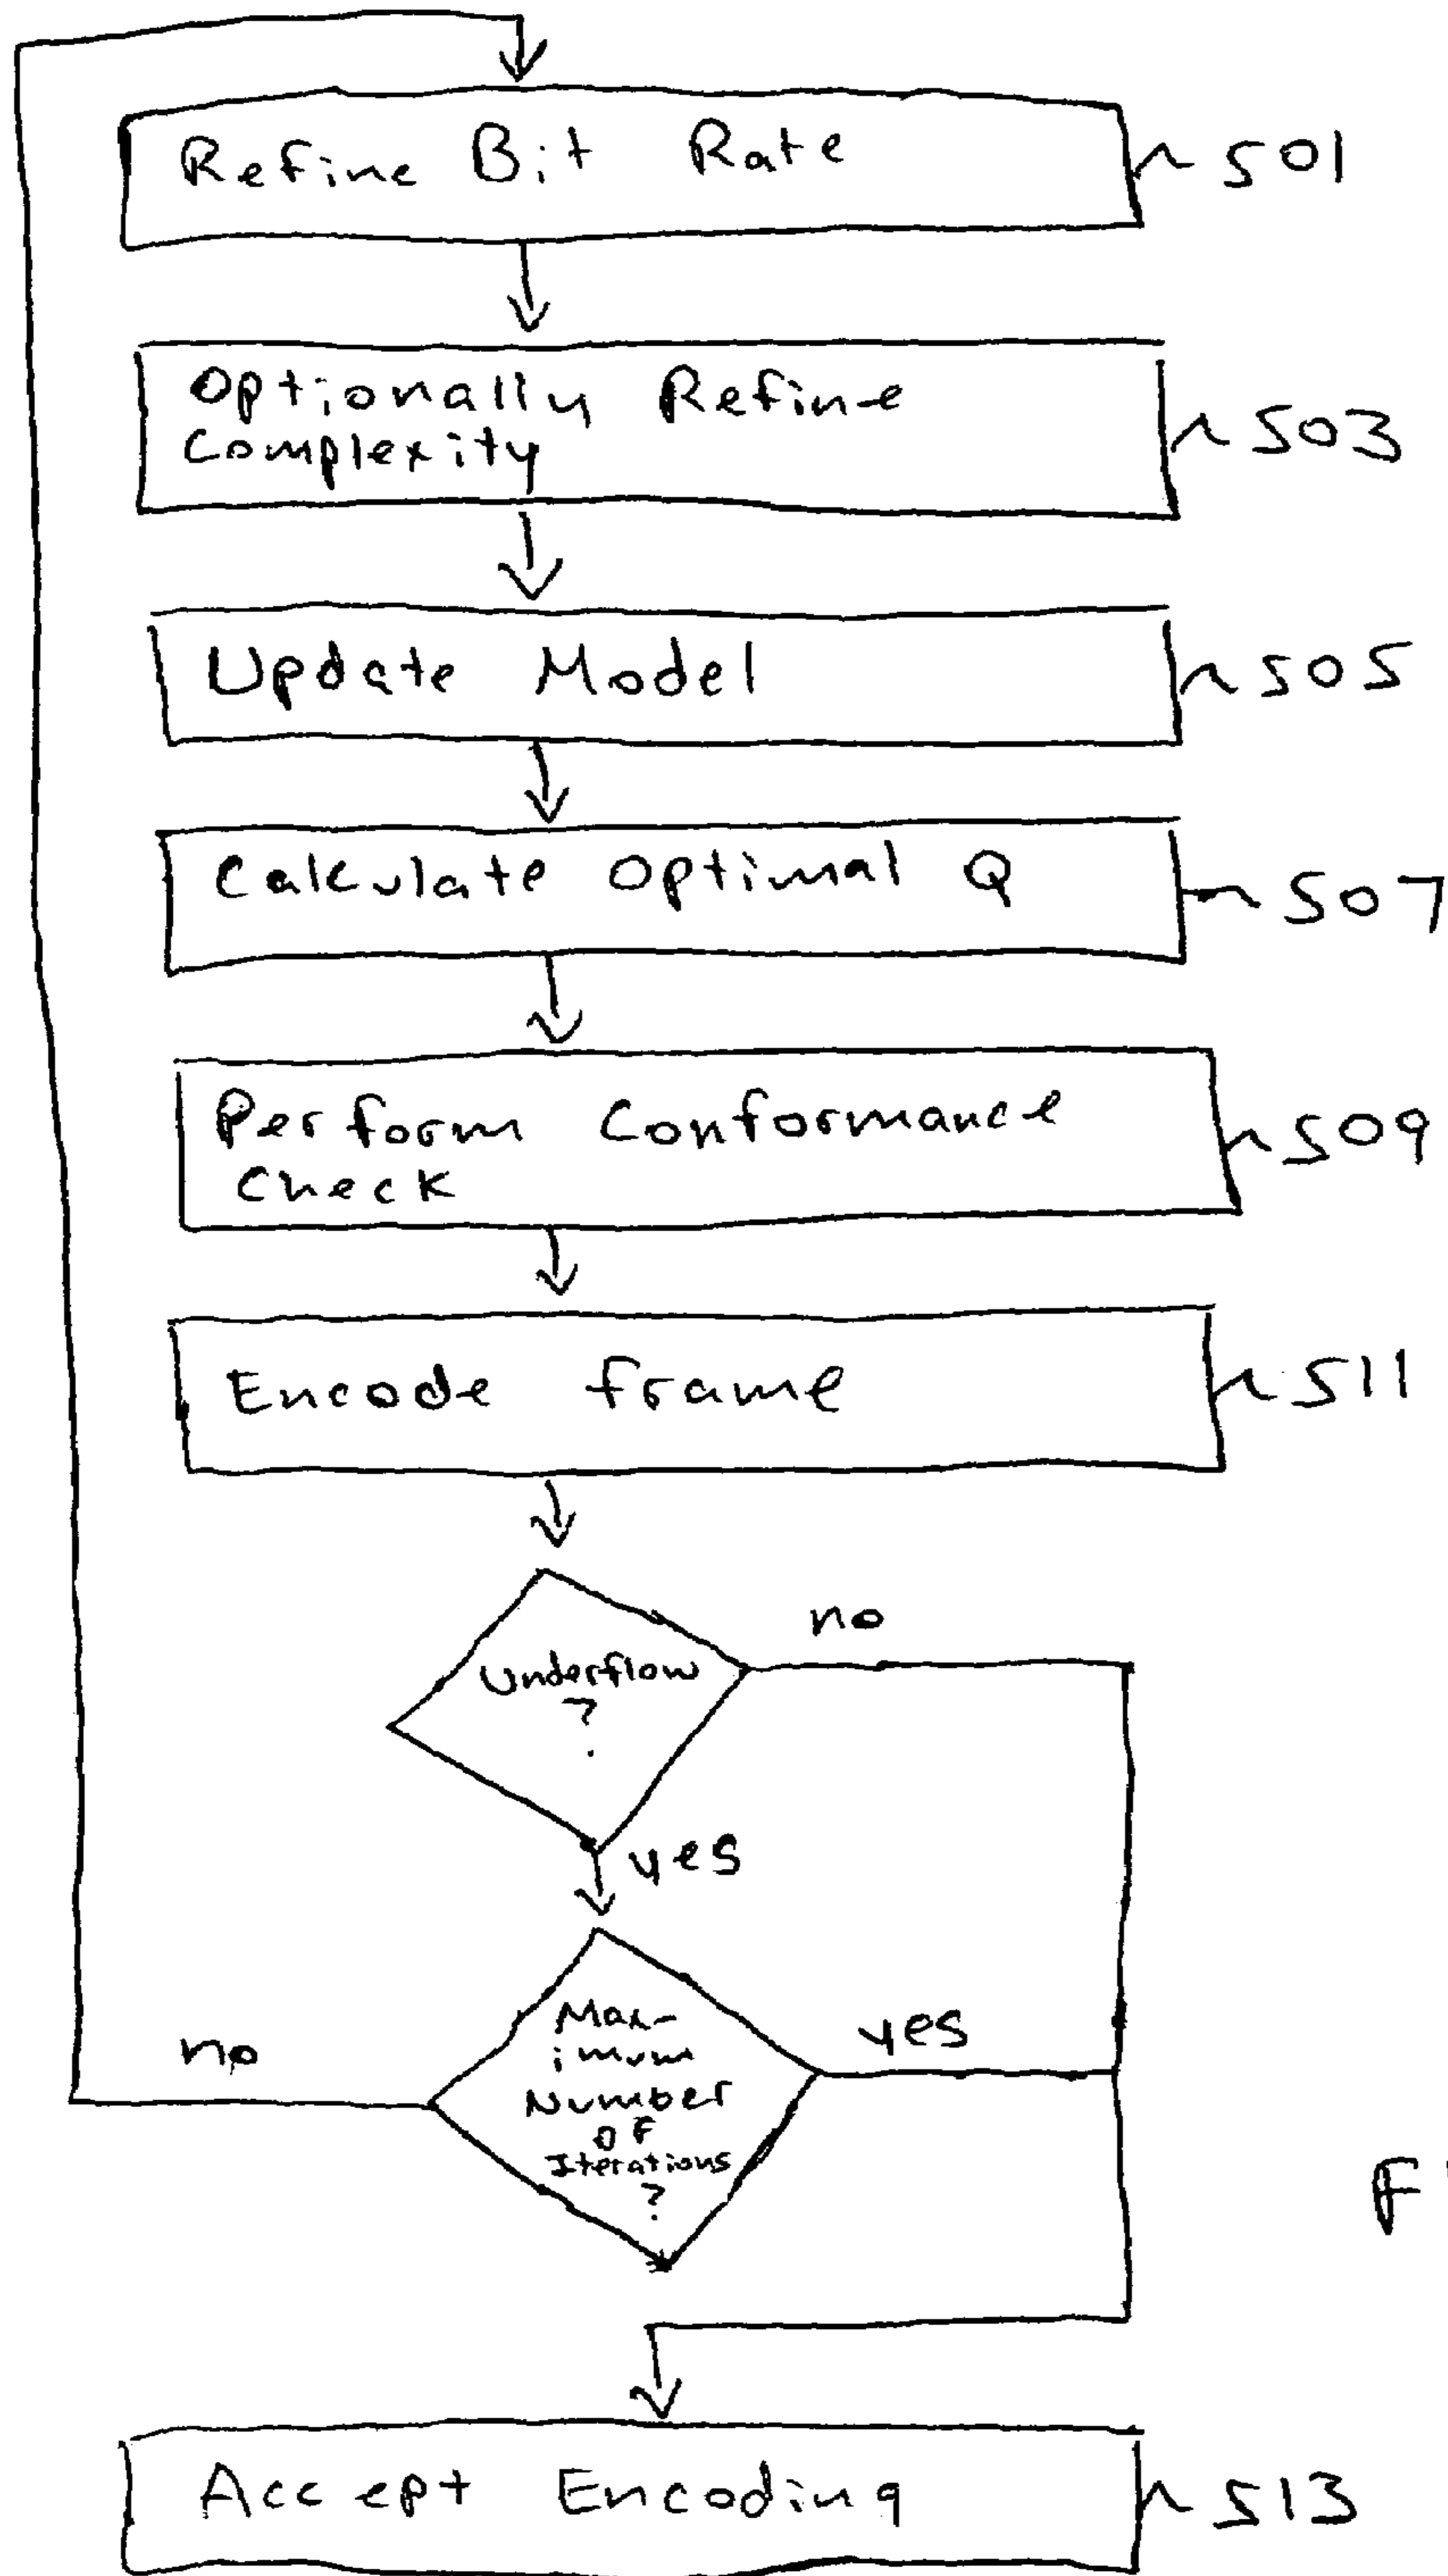 Refine Bit Rate
501
Optionally Refine
Complexity
503
Update Model
505
Calculate Optimal Q
507
Perform Conformance
Check
509
Encode frame
511
Underflow
?
no
yes
Max-
imum
Number
OF
Iterations
?
no
yes
F
Accept Encoding
513